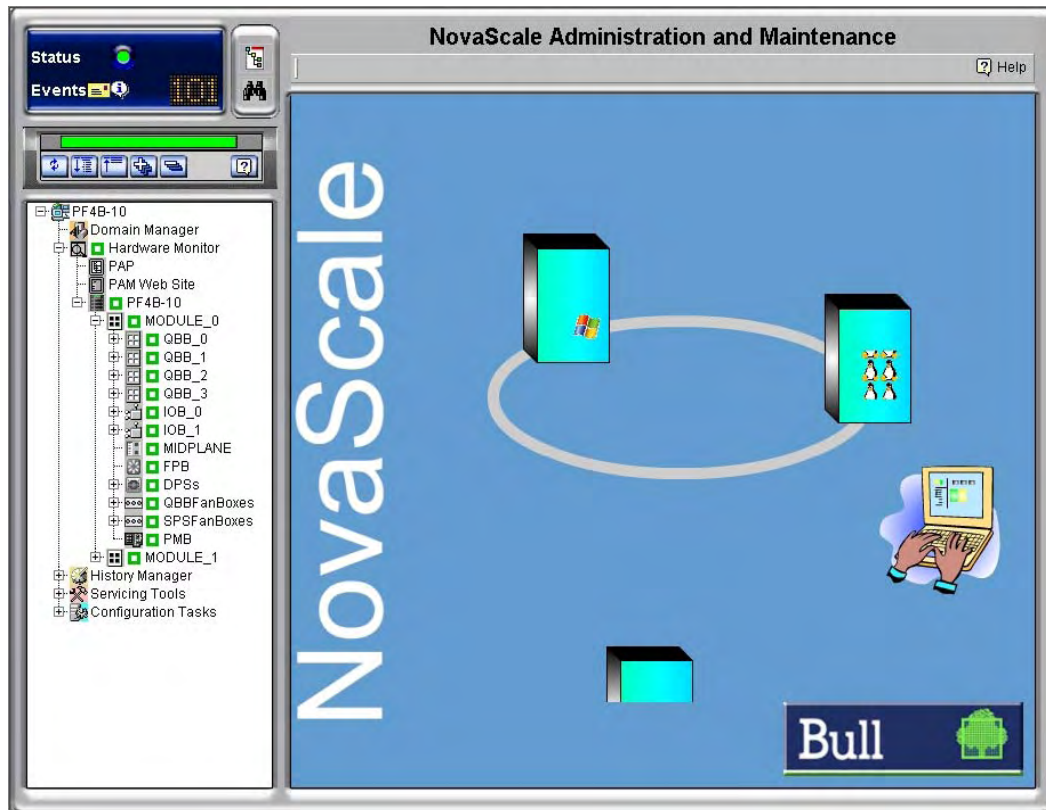 NovaScale Administration and Maintenance
Status
Events
101
Help
PF4B-10
Domain Manager
Hardware Monitor
PAP
PAM Web Site
PF4B-10
MODULE_0
QBB_0
QBB_1
QBB_2
QBB_3
IOB_0
IOB_1
MIDPLANE
FPB
DPSs
QBBFanBoxes
SPSFanBoxes
PMB
MODULE_1
History Manager
Servicing Tools
Configuration Tasks
NovaScale
Bull